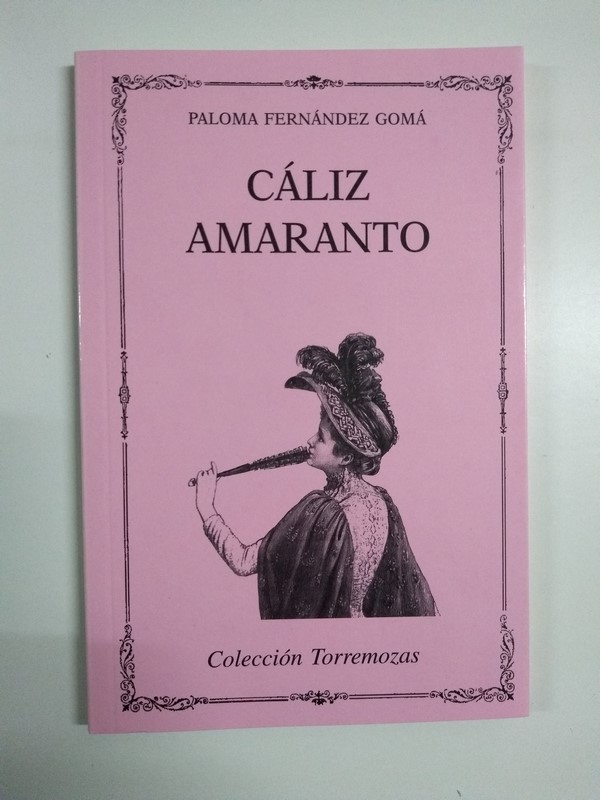 PALOMA FERNÁNDEZ GOMÁ
CÁLIZ
AMARANTO
Colección Torremozas